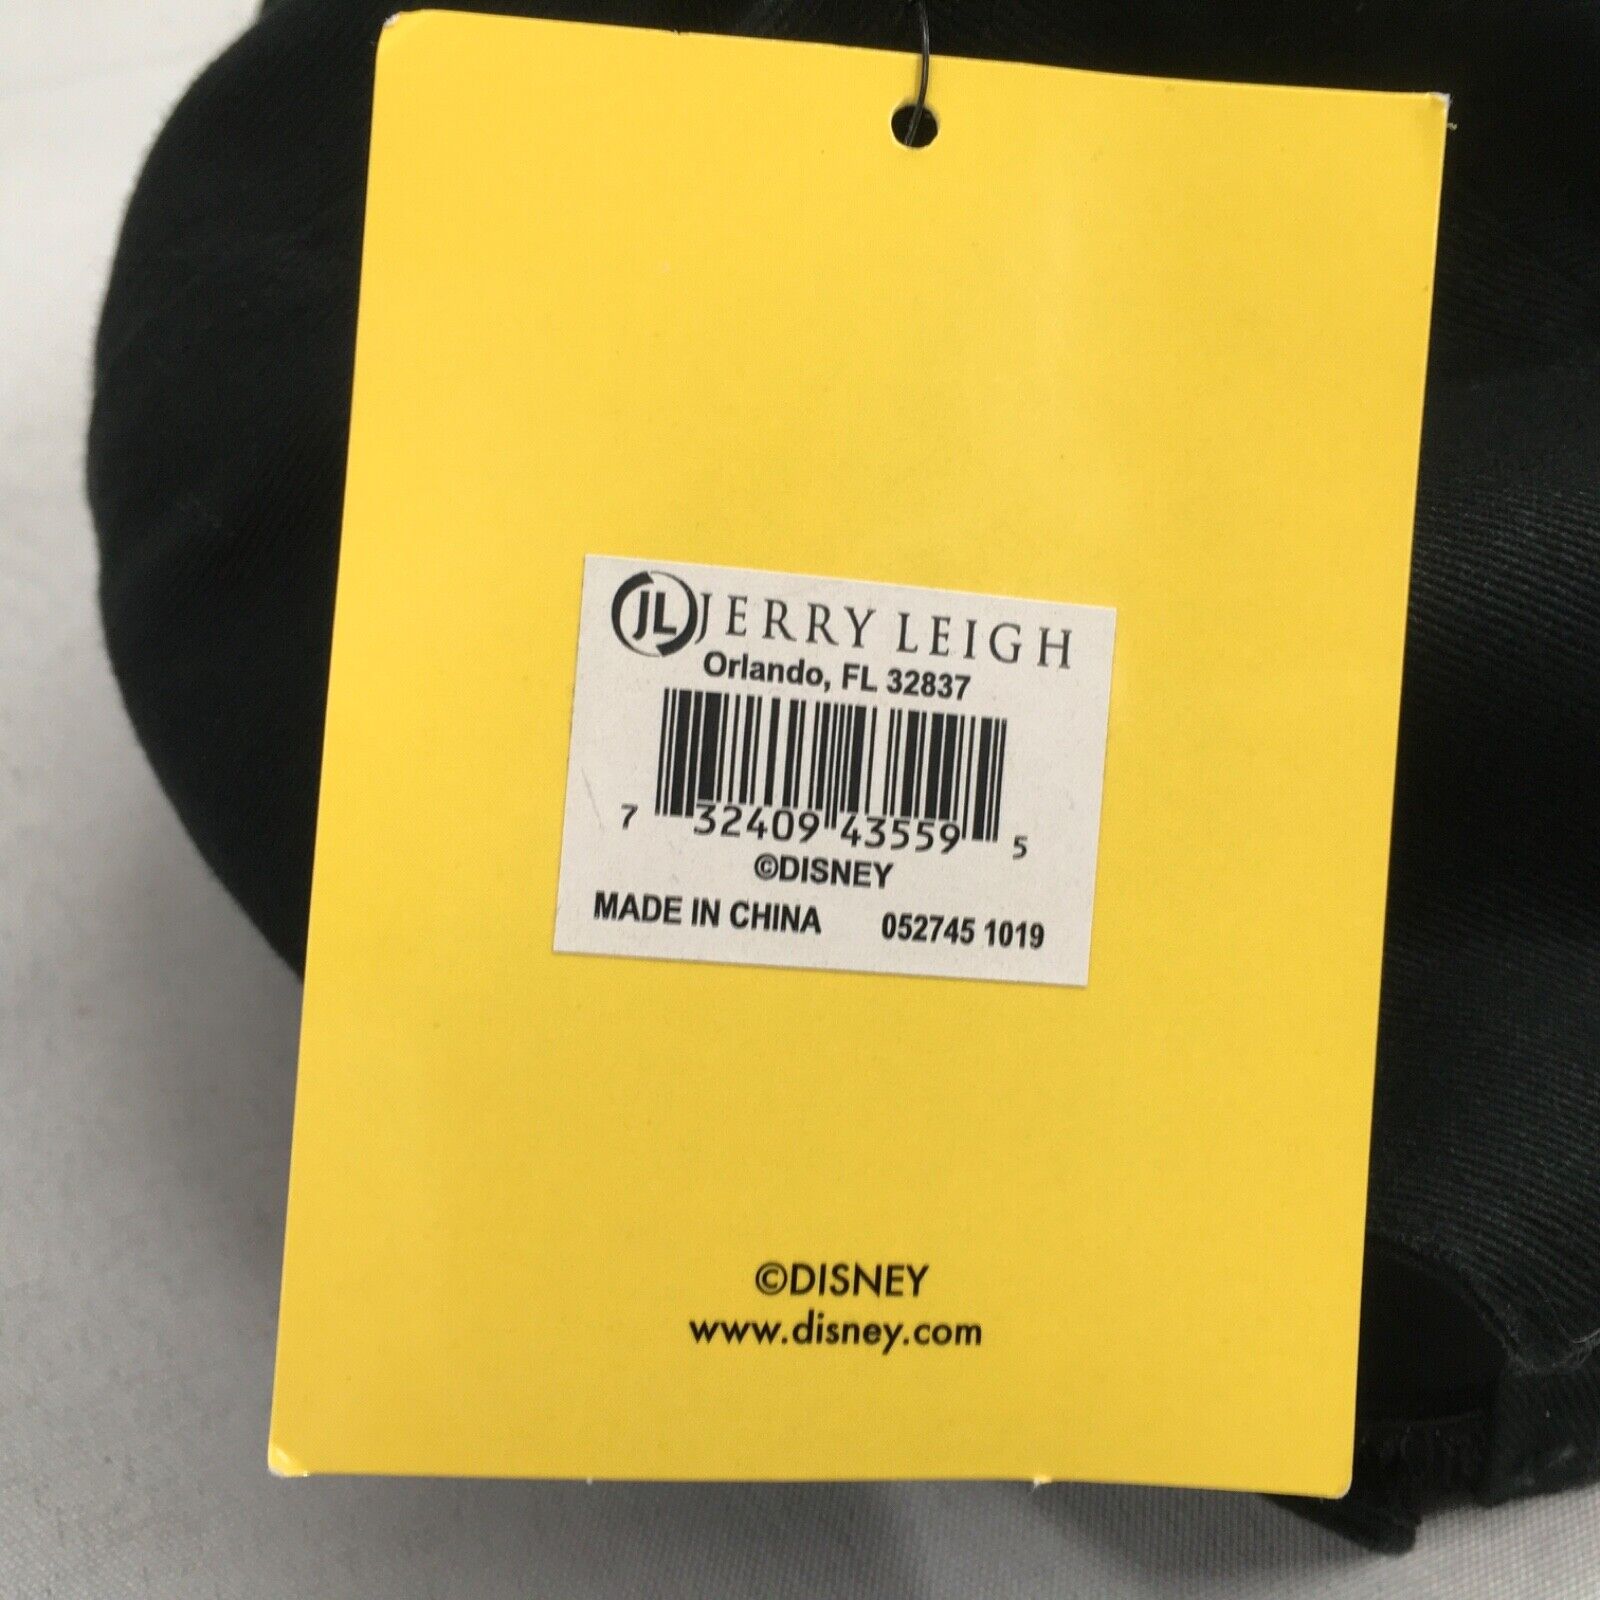 JL JERRY LEIGH
Orlando, FL 32837
7 32409 43559 5
©DISNEY
MADE IN CHINA 052745 1019
©DISNEY
www.disney.com